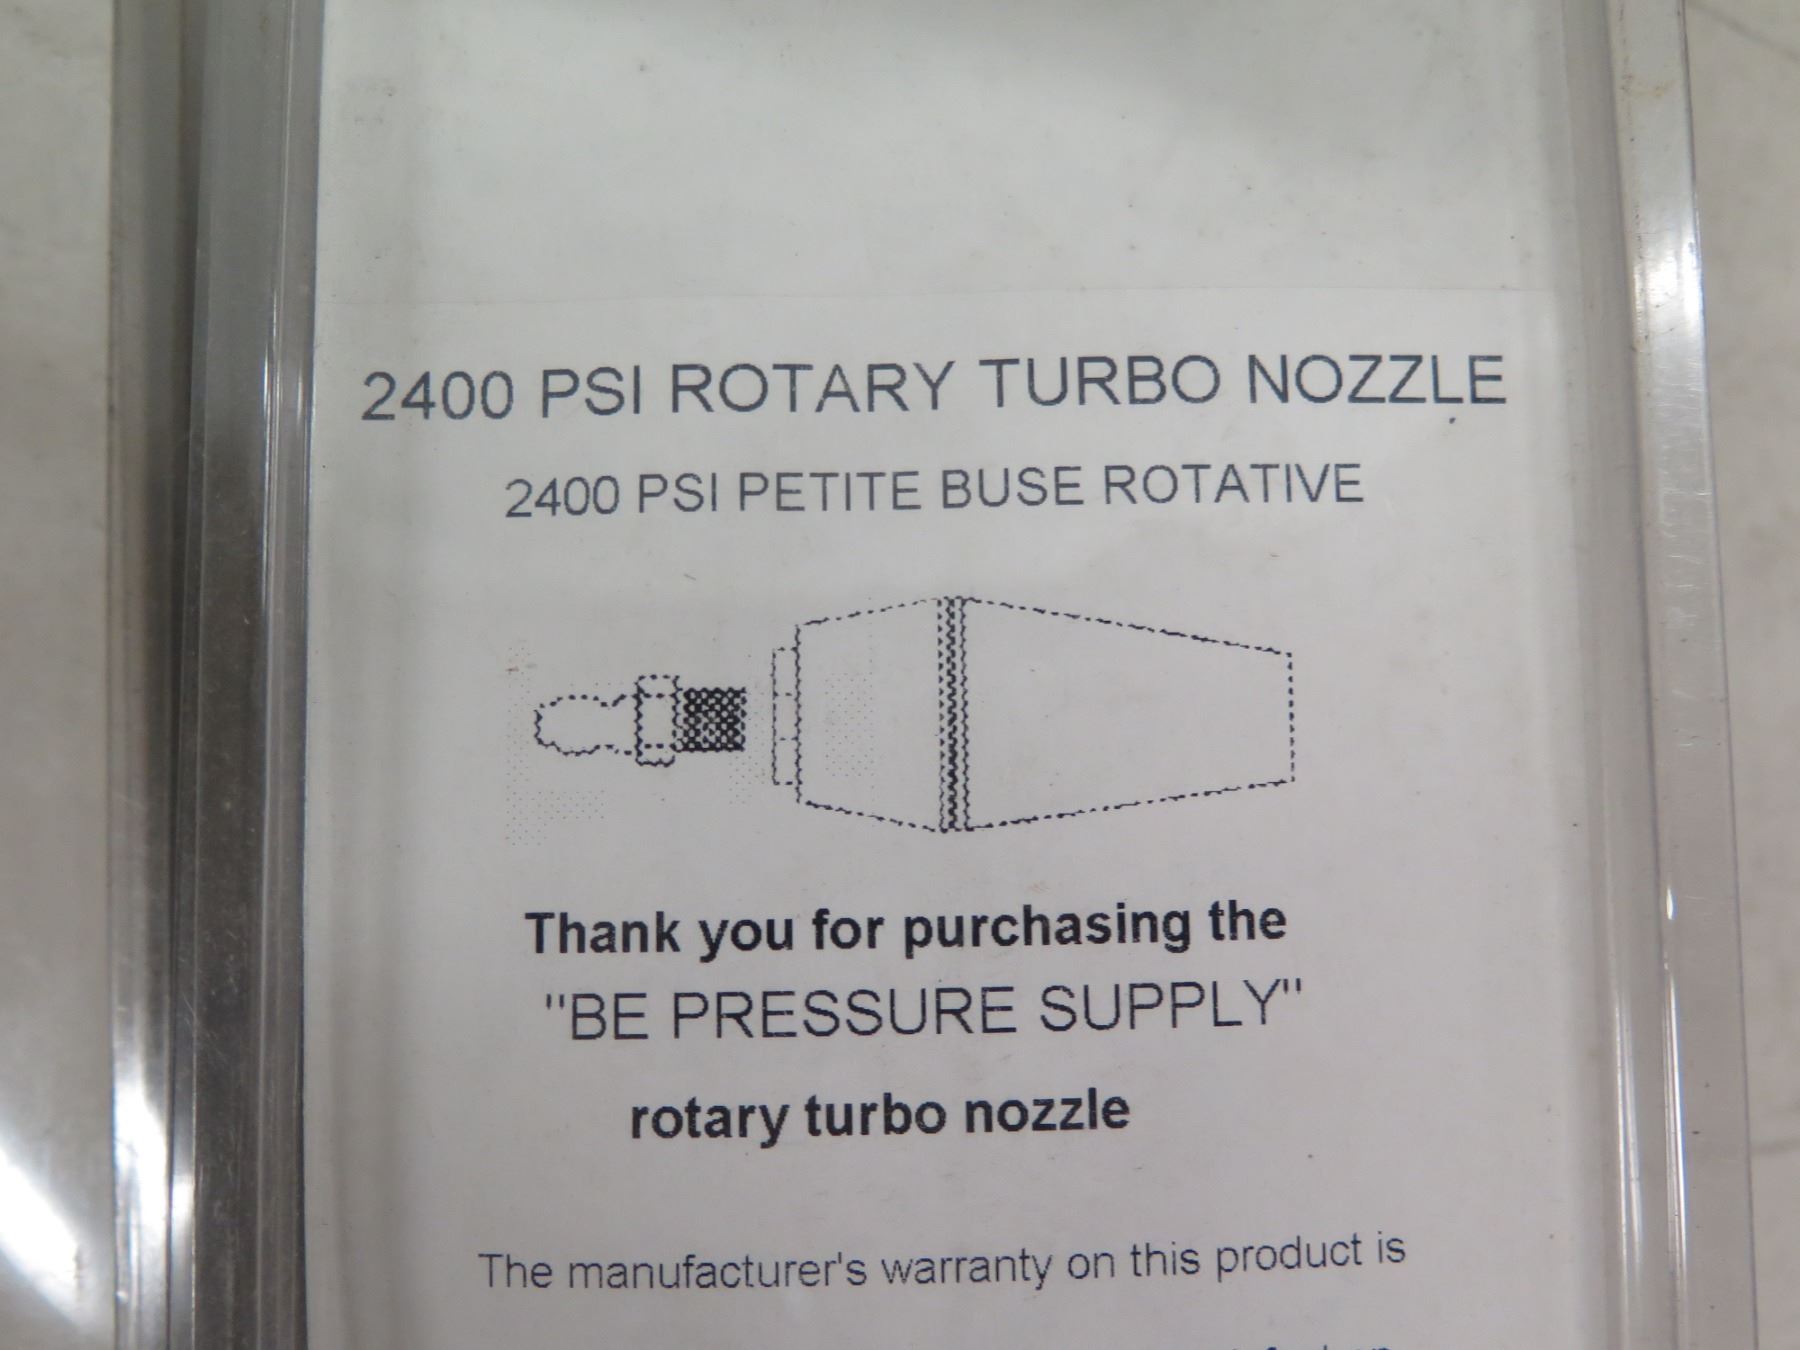 2400 PSI ROTARY TURBO NOZZLE
2400 PSI PETITE BUSE ROTATIVE
Thank you for purchasing the
"BE PRESSURE SUPPLY"
rotary turbo nozzle
The manufacturer's warranty on this product is